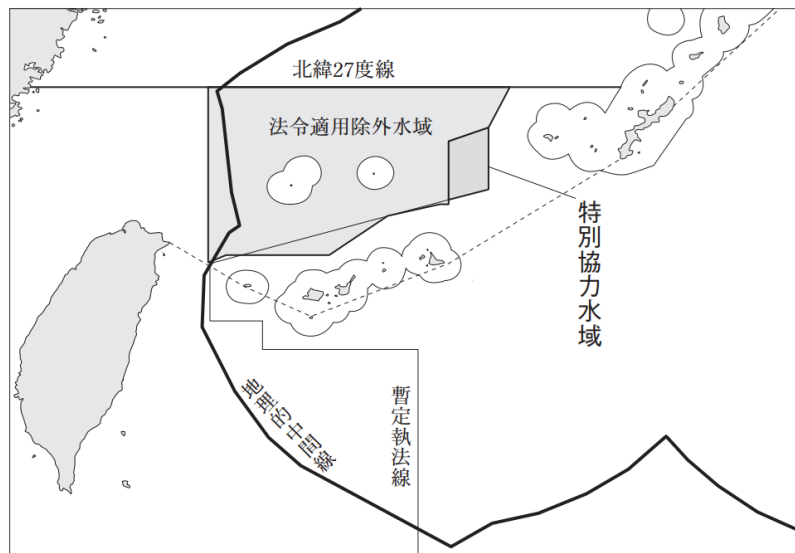 北緯27度線
法令適用除外水域
特別協力水域
地理的中間線
暫定執法線